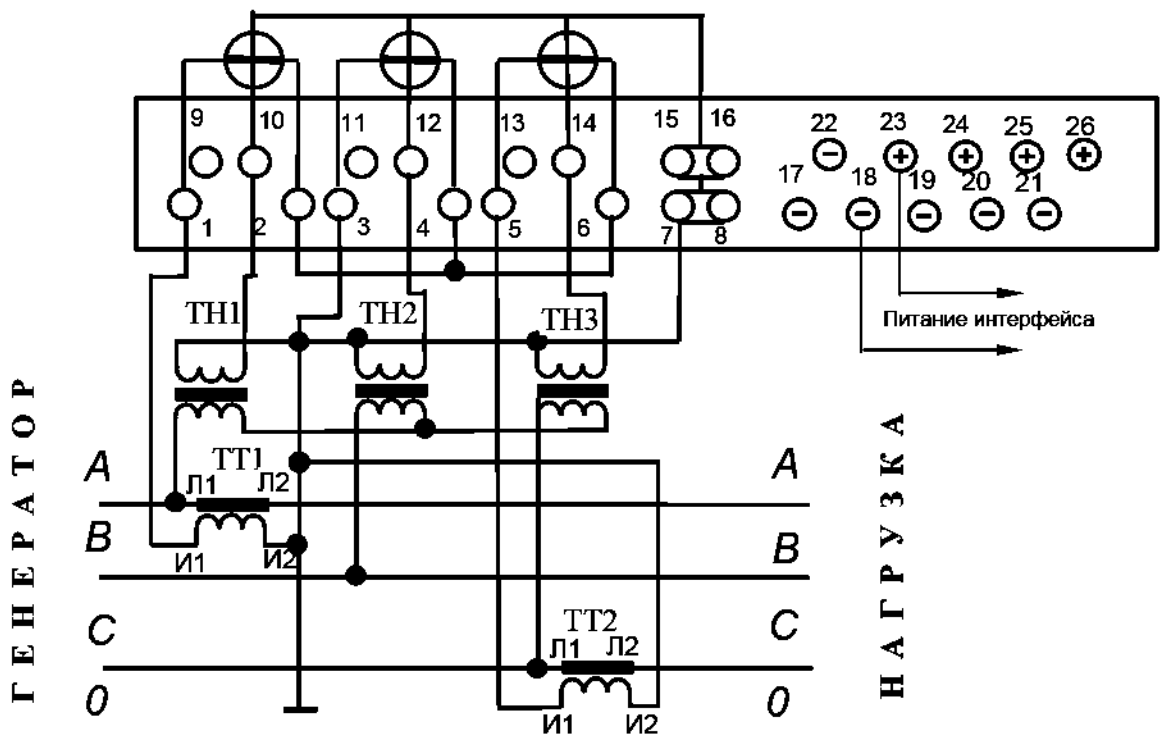 9 10 11 12 13 14 15 16
22 23 24 25 26
17 18 19 20 21
1 2 3 4 5 6 7 8
ТН1 ТН2 ТН3
Питание интерфейса
ГЕНЕРАТОР
НАГРУЗКА
ТТ1
A Л1 Л2 A
B И1 И2 B
ТТ2
C Л1 Л2 C
0 И1 И2 0